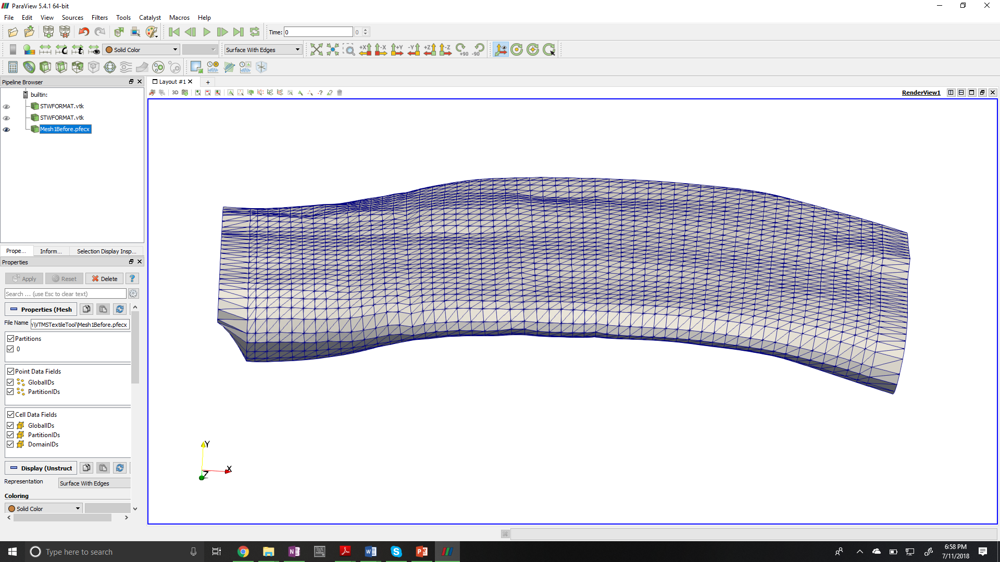 ParaView 5.4.1 64-bit
File Edit View Sources Filters Tools Catalyst Macros Help
Time: 0 0
Solid Color Surface With Edges +X -X +Y -Y +Z -Z +90 -90
Pipeline Browser
Layout #1 +
builtin:
3D
RenderView1
STWFORMAT.vtk
STWFORMAT.vtk
Mesh1Before.pfecx
Prope... Inform... Selection Display Insp...
Properties
Apply Reset Delete ?
Search ... (use Esc to clear text)
Properties (Mesh
File Name n\VTMSTextileTool\Mesh1Before.pfecx
Partitions
0
Point Data Fields
GlobalIDs
PartitionIDs
Cell Data Fields
GlobalIDs
PartitionIDs
DomainIDs
Display (Unstruct
Representation Surface With Edges
Coloring
Solid Color
Y
X
Z
Type here to search
6:58 PM
7/11/2018